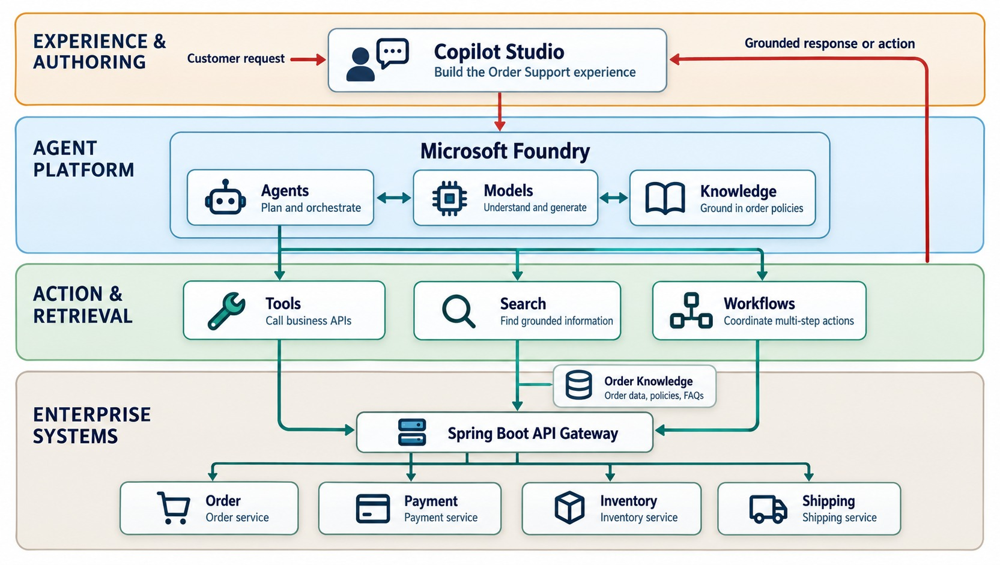 EXPERIENCE &
AUTHORING
Customer request
Copilot Studio
Build the Order Support experience
Grounded response or action
AGENT
PLATFORM
Microsoft Foundry
Agents
Plan and orchestrate
Models
Understand and generate
Knowledge
Ground in order policies
ACTION &
RETRIEVAL
Tools
Call business APIs
Search
Find grounded information
Workflows
Coordinate multi-step actions
Order Knowledge
Order data, policies, FAQs
ENTERPRISE
SYSTEMS
Spring Boot API Gateway
Order
Order service
Payment
Payment service
Inventory
Inventory service
Shipping
Shipping service